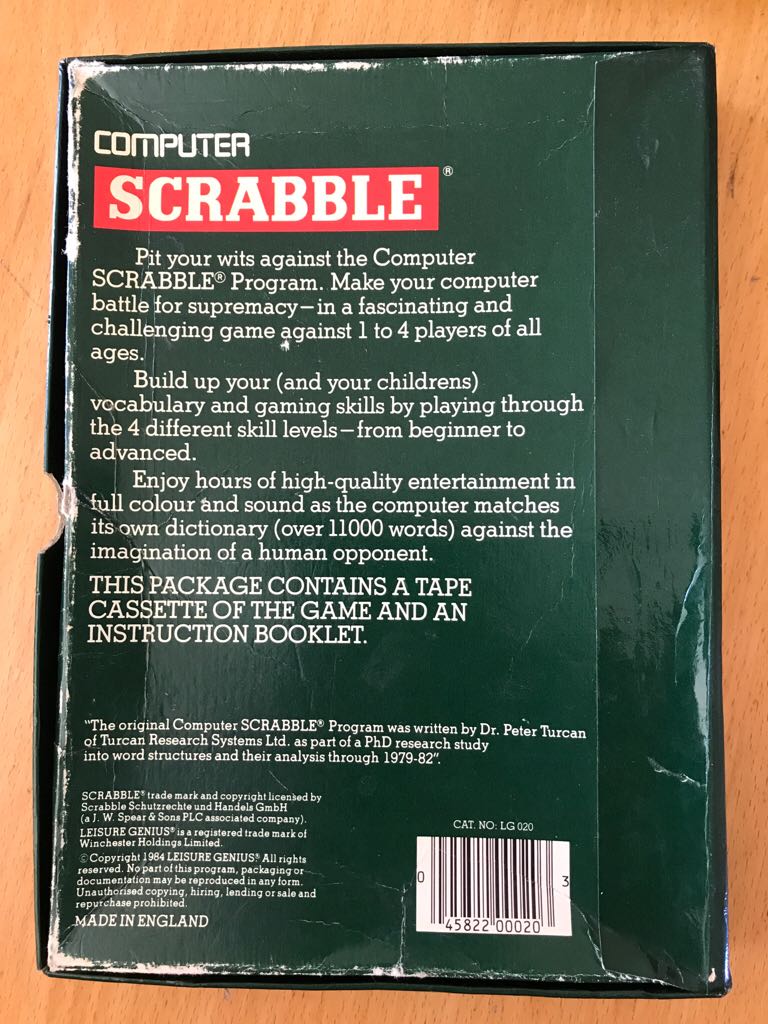 COMPUTER
SCRABBLE®
Pit your wits against the Computer
SCRABBLE® Program. Make your computer
battle for supremacy—in a fascinating and
challenging game against 1 to 4 players of all
ages.
Build up your (and your childrens)
vocabulary and gaming skills by playing through
the 4 different skill levels—from beginner to
advanced.
Enjoy hours of high-quality entertainment in
full colour and sound as the computer matches
its own dictionary (over 11000 words) against the
imagination of a human opponent.
THIS PACKAGE CONTAINS A TAPE
CASSETTE OF THE GAME AND AN
INSTRUCTION BOOKLET.
"The original Computer SCRABBLE® Program was written by Dr. Peter Turcan
of Turcan Research Systems Ltd. as part of a PhD research study
into word structures and their analysis through 1979-82".
SCRABBLE® trade mark and copyright licensed by
Scrabble Schutzrechte und Handels GmbH
(a J. W. Spear & Sons PLC associated company).
LEISURE GENIUS® is a registered trade mark of
Winchester Holdings Limited.
© Copyright 1984 LEISURE GENIUS® All rights
reserved. No part of this program, packaging or
documentation may be reproduced in any form.
Unauthorised copying, hiring, lending or sale and
repurchase prohibited.
MADE IN ENGLAND
CAT. NO: LG 020
0 45822 00020 3